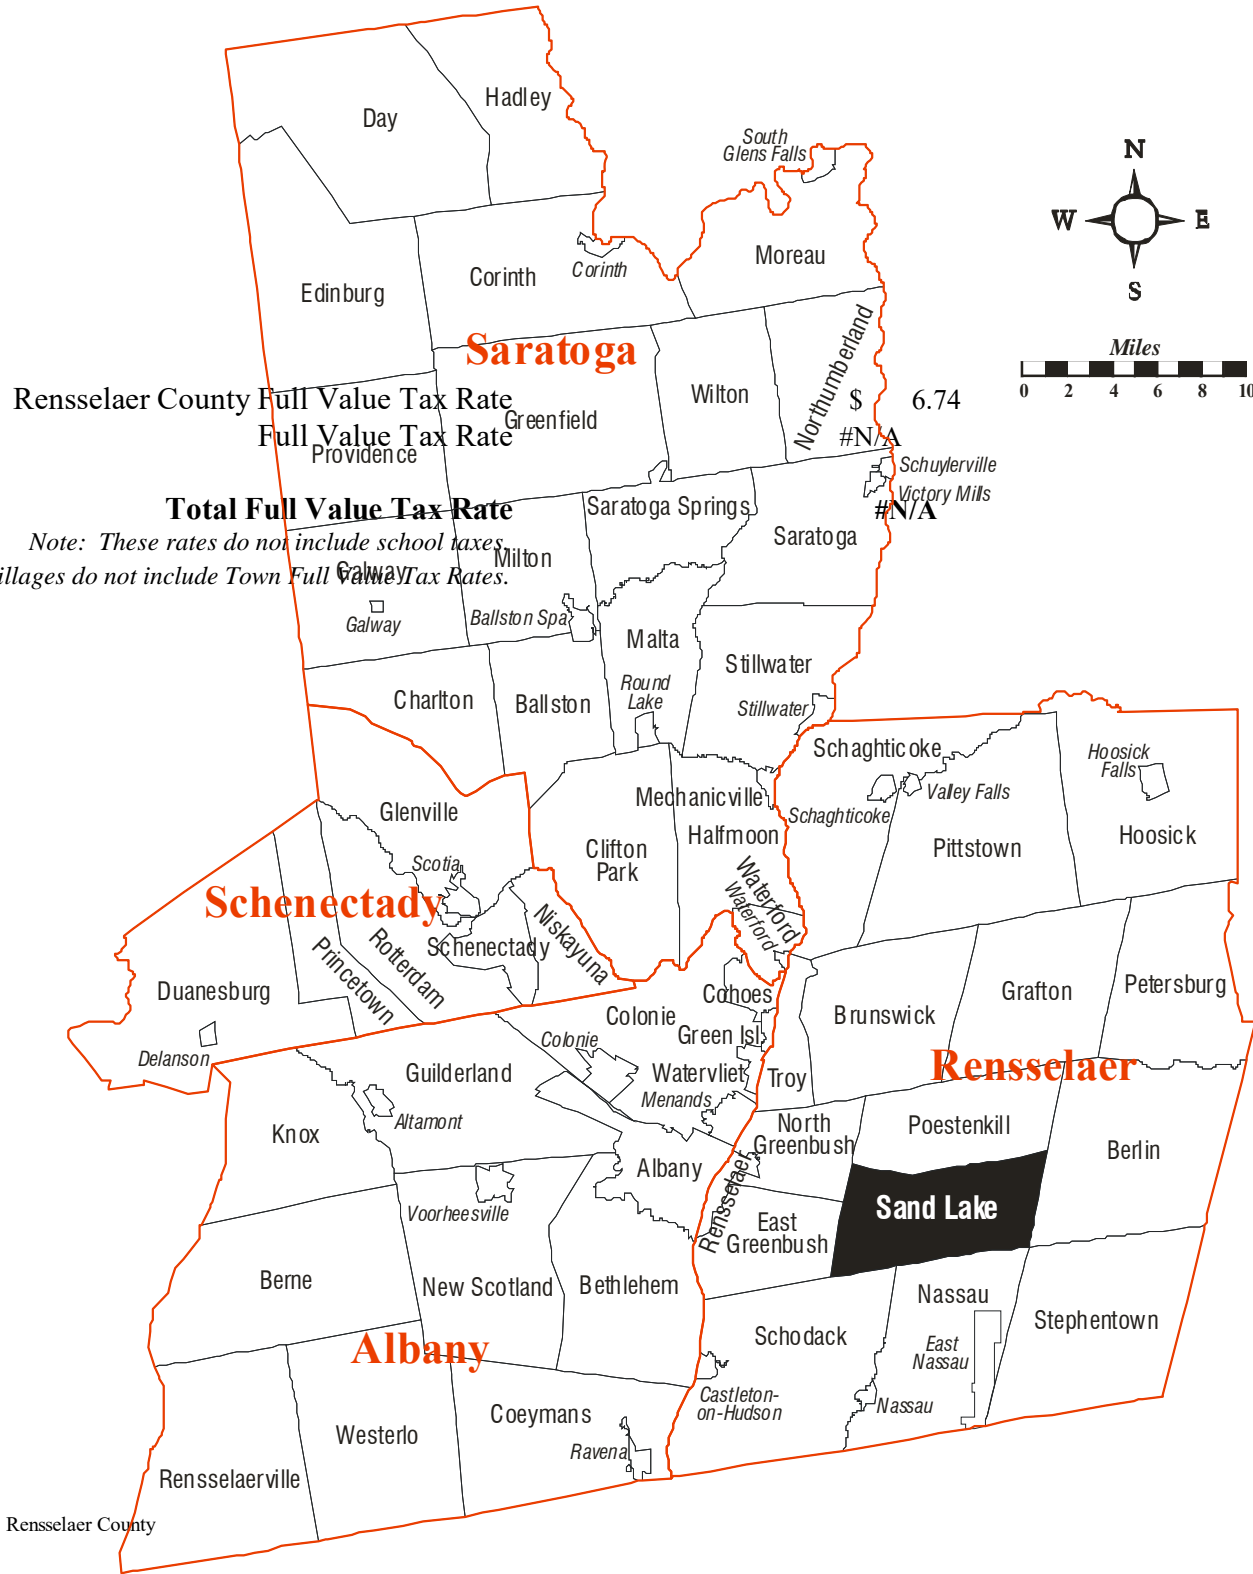 Hadley
Day
South
Glens Falls
N
W
E
S
Moreau
Corinth
Corinth
Edinburg
Miles
0 2 4 6 8 10
Saratoga
Northumberland
Wilton
Rensselaer County Full Value Tax Rate $ 6.74
Greenfield
Full Value Tax Rate #N/A
Providence
Schuylerville
Victory Mills
Saratoga Springs
Total Full Value Tax Rate #N/A
Saratoga
Note: These rates do not include school taxes.
Milton
Galway
illages do not include Town Full Value Tax Rates.
Galway
Ballston Spa
Malta
Stillwater
Round
Lake
Stillwater
Charlton
Ballston
Schaghticoke
Hoosick
Falls
Valley Falls
Mechanicville
Schaghticoke
Glenville
Halfmoon
Hoosick
Pittstown
Clifton
Park
Scotia
Waterford
Waterford
Schenectady
Niskayuna
Schenectady
Rotterdam
Princetown
Duanesburg
Cohoes
Petersburg
Grafton
Brunswick
Colonie
Green Isl.
Colonie
Delanson
Rensselaer
Guilderland
Watervliet
Troy
Menands
Altamont
North
Greenbush
Poestenkill
Knox
Berlin
Albany
Rensselaer
Sand Lake
Voorheesville
East
Greenbush
Berne
New Scotland
Bethlehem
Nassau
Stephentown
Schodack
East
Nassau
Albany
Castleton-
on-Hudson
Nassau
Coeymans
Westerlo
Ravena
Rensselaerville
Rensselaer County